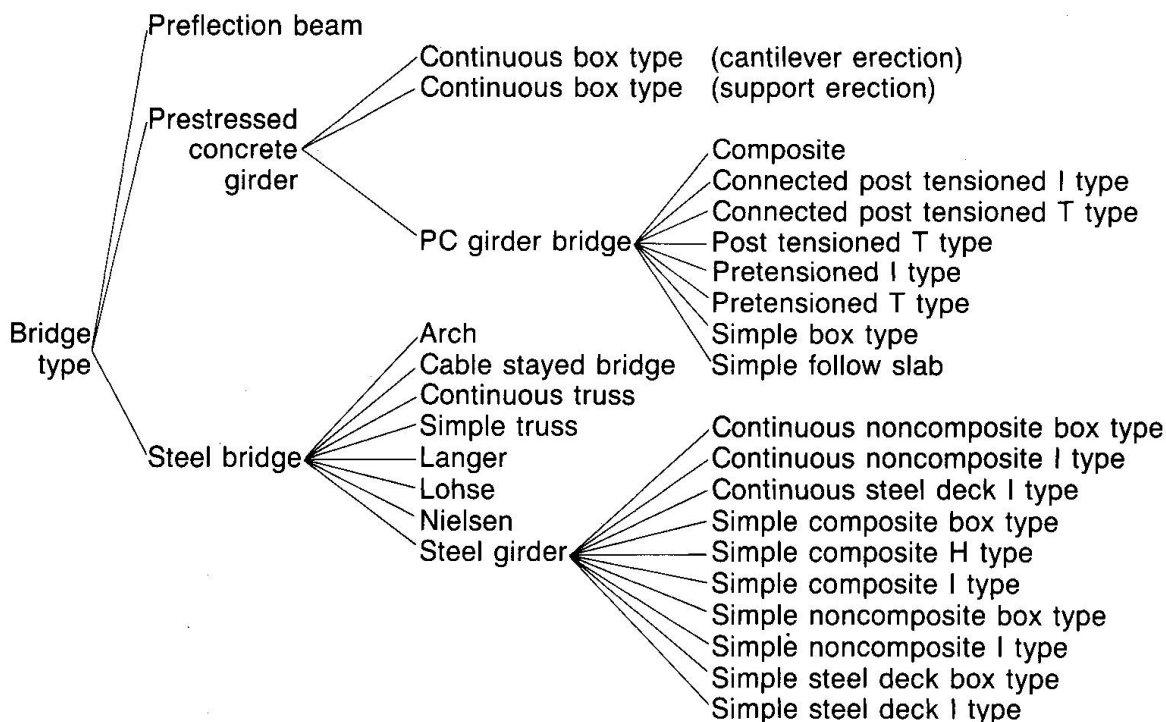 Preflection beam
Continuous box type (cantilever erection)
Continuous box type (support erection)
Prestressed
concrete
girder
Composite
Connected post tensioned I type
Connected post tensioned T type
PC girder bridge
Post tensioned T type
Pretensioned I type
Pretensioned T type
Simple box type
Simple follow slab
Bridge
type
Arch
Cable stayed bridge
Continuous truss
Simple truss
Steel bridge
Langer
Lohse
Nielsen
Steel girder
Continuous noncomposite box type
Continuous noncomposite I type
Continuous steel deck I type
Simple composite box type
Simple composite H type
Simple composite I type
Simple noncomposite box type
Simple noncomposite I type
Simple steel deck box type
Simple steel deck I type